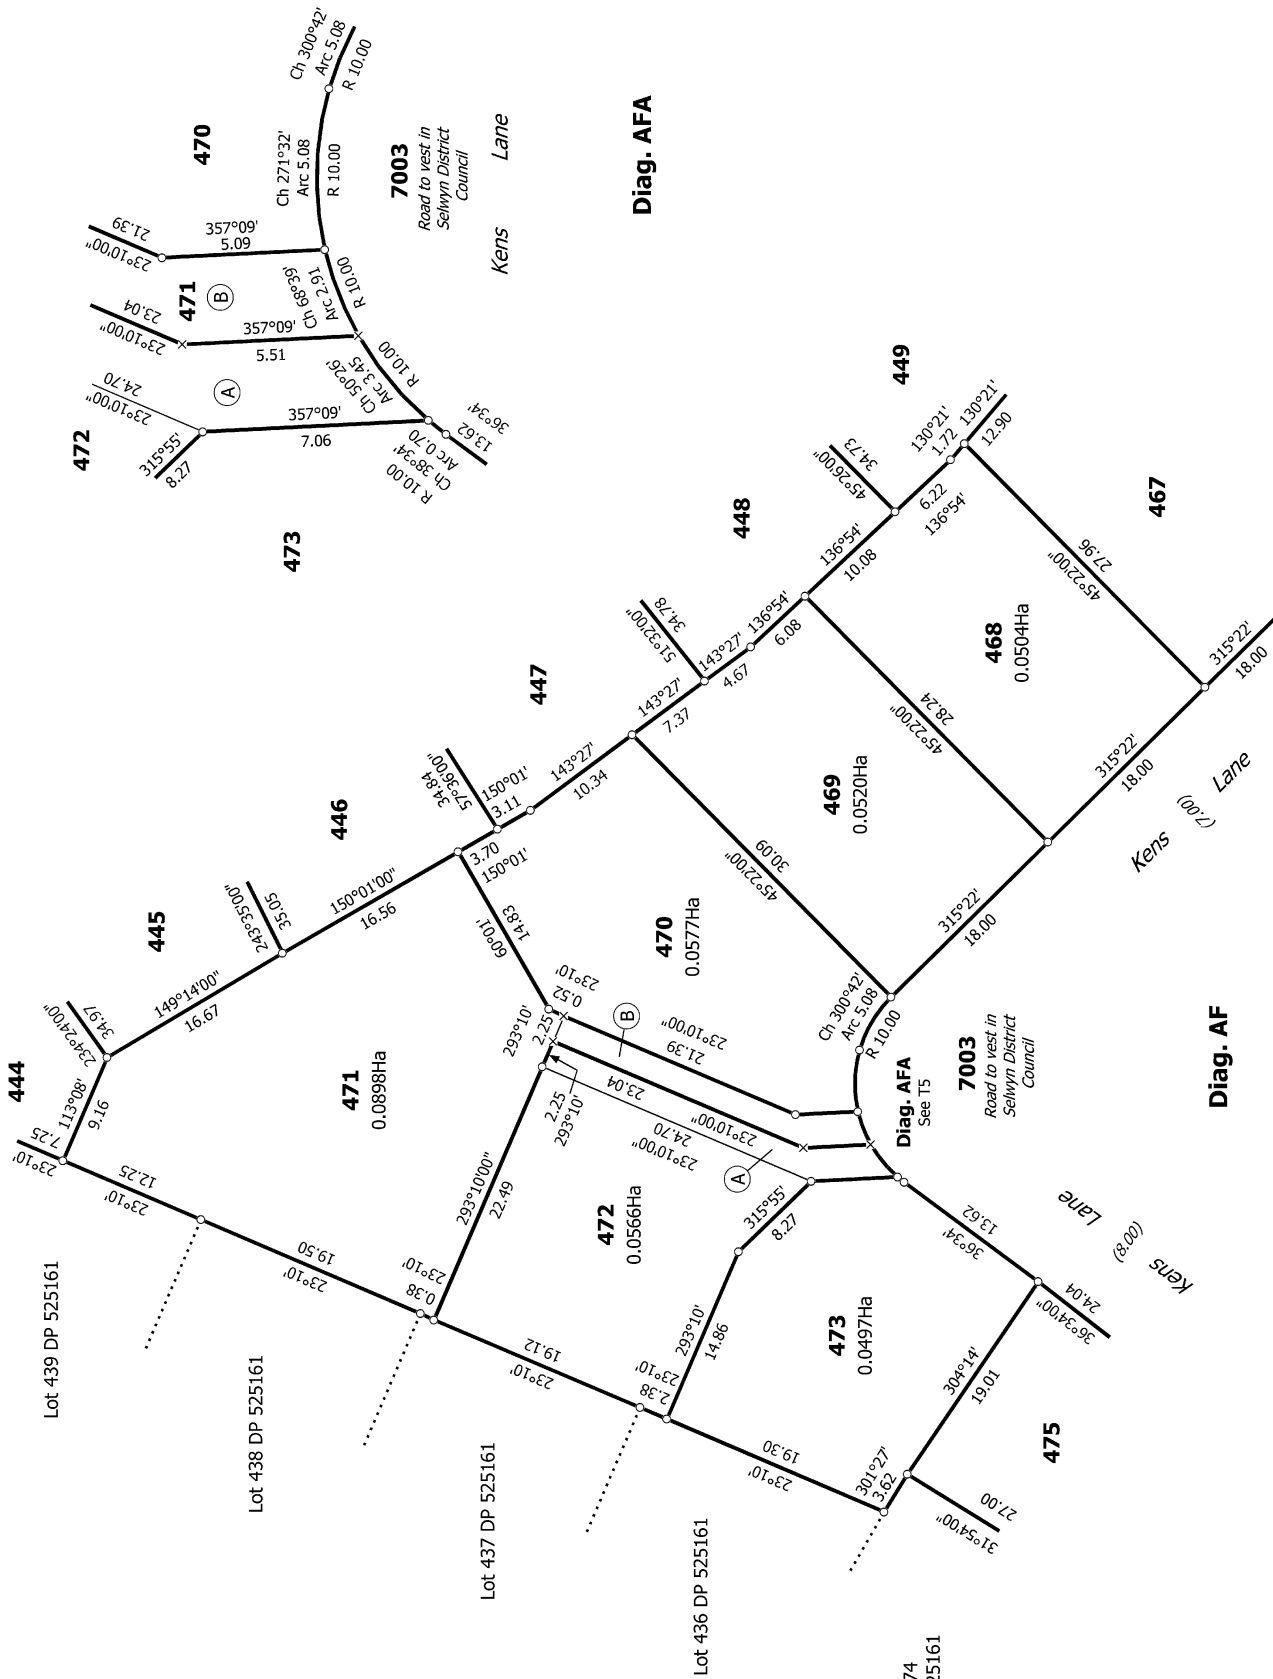 Ch 300°42'
Arc 5.08
R 10.00
470
Ch 271°32'
Arc 5.08
R 10.00
7003
Road to vest in
Selwyn District
Council
Kens Lane
Diag. AFA
21.39
23°10'00"
357°09'
5.09
471
B
23.04
23°10'00"
357°09'
5.51
Ch 68°39'
Arc 2.91
R 10.00
Ch 50°26'
Arc 3.45
R 10.00
A
24.70
23°10'00"
357°09'
7.06
472
315°55'
8.27
Ch 38°34'
Arc 0.70
R 10.00
13.62
36°34'
473
449
130°21'
1.72
130°21'
12.90
34.73
45°26'00"
448
6.22
136°54'
136°54'
10.08
467
27.96
45°22'00"
468
0.0504Ha
34.78
51°32'00"
136°54'
6.08
143°27'
4.67
447
143°27'
7.37
28.24
45°22'00"
315°22'
18.00
315°22'
18.00
Kens Lane
(7.00)
469
0.0520Ha
143°27'
10.34
34.84
57°36'00"
150°01'
3.11
446
3.70
150°01'
30.09
45°22'00"
315°22'
18.00
470
0.0577Ha
60°01'
14.83
150°01'00"
16.56
243°35'00"
35.05
445
149°14'00"
16.67
234°24'00"
34.97
444
113°08'
9.16
7.25
23°10'
12.25
23°10'
471
0.0898Ha
293°10'
2.25
23°10'
0.52
2.25
293°10'
B
21.39
23°10'00"
23.04
23°10'00"
24.70
23°10'00"
A
Ch 300°42'
Arc 5.08
R 10.00
Diag. AFA
See T5
7003
Road to vest in
Selwyn District
Council
Diag. AF
293°10'00"
22.49
472
0.0566Ha
315°55'
8.27
19.50
23°10'
23°10'
0.38
19.12
23°10'
293°10'
14.86
23°10'
2.38
473
0.0497Ha
13.62
36°34'
Kens Lane
(8.00)
24.04
36°34'00"
304°14'
19.01
19.30
23°10'
301°27'
3.62
27.00
31°54'00"
475
Lot 439 DP 525161
Lot 438 DP 525161
Lot 437 DP 525161
Lot 436 DP 525161
74
25161